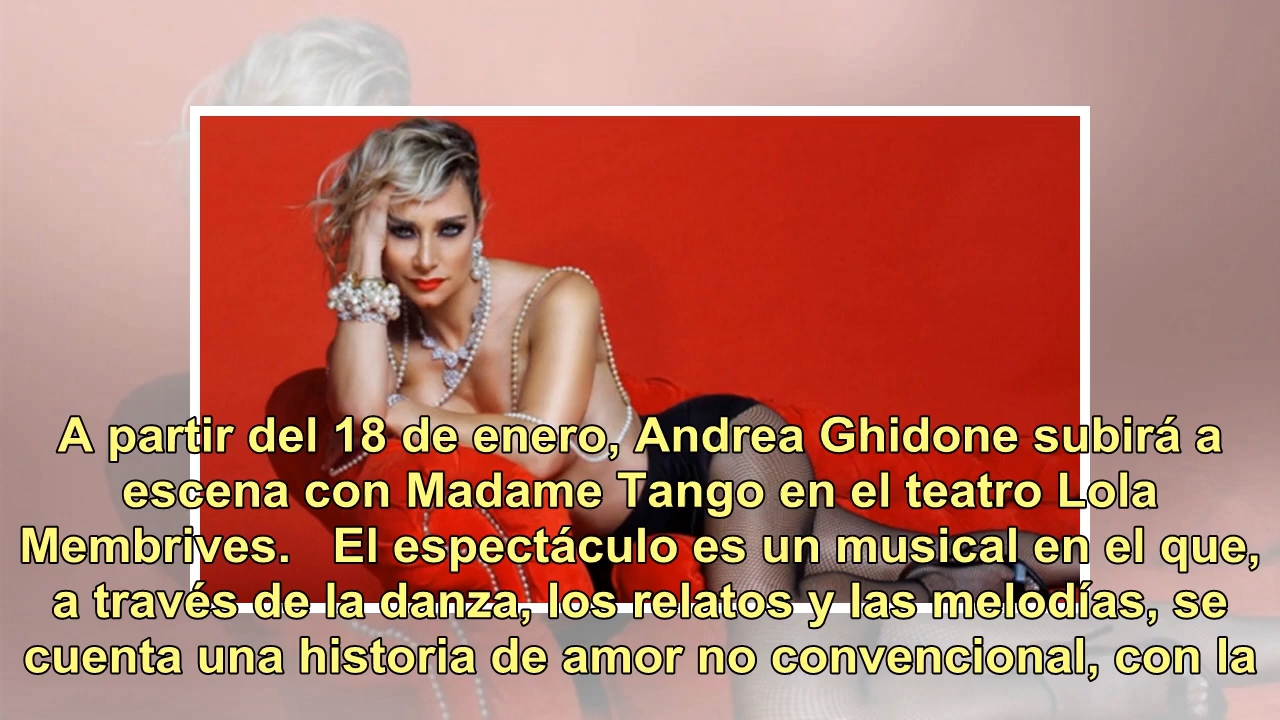 A partir del 18 de enero, Andrea Ghidone subirá a
escena con Madame Tango en el teatro Lola
Membrives.   El espectáculo es un musical en el que,
a través de la danza, los relatos y las melodías, se
cuenta una historia de amor no convencional, con la